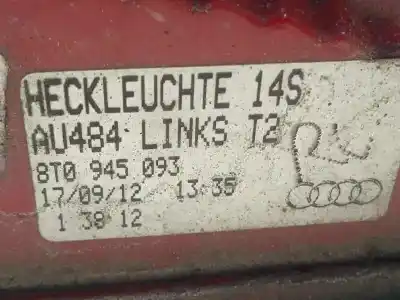 HECKLEUCHTE 14S
AU484 LINKS T2
8T0 945 093
17/09/12 13:35
1 38 12